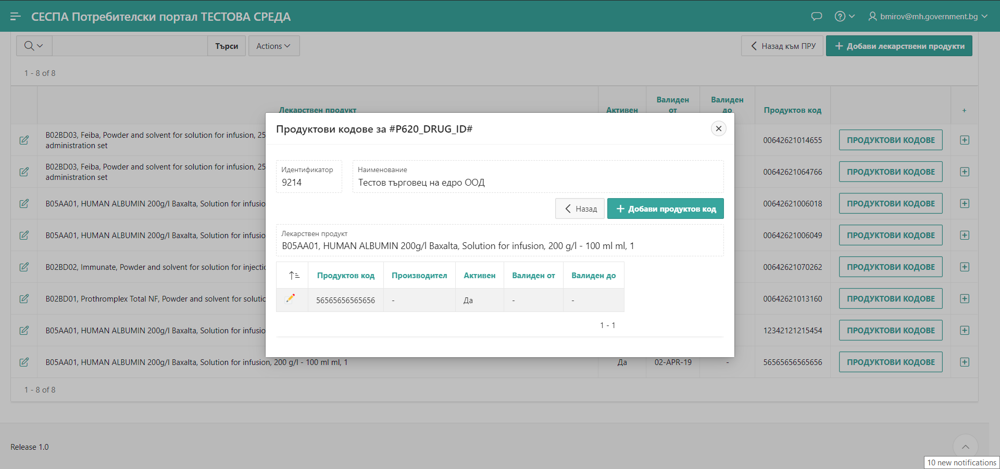 СЕСПА Потребителски портал ТЕСТОВА СРЕДА
bmirov@mh.government.bg
Търси
Actions
Назад към ПРУ
Добави лекарствени продукти
1 - 8 of 8
Лекарствен продукт
Активен
Валиден от
Валиден до
Продуктов код
+
B02BD03, Feiba, Powder and solvent for solution for infusion, 25
administration set
00642621014655
ПРОДУКТОВИ КОДОВЕ
B02BD03, Feiba, Powder and solvent for solution for infusion, 25
administration set
00642621064766
ПРОДУКТОВИ КОДОВЕ
B05AA01, HUMAN ALBUMIN 200g/l Baxalta, Solution for infusio
00642621006018
ПРОДУКТОВИ КОДОВЕ
B05AA01, HUMAN ALBUMIN 200g/l Baxalta, Solution for infusio
00642621006049
ПРОДУКТОВИ КОДОВЕ
B02BD02, Immunate, Powder and solvent for solution for injectio
00642621070262
ПРОДУКТОВИ КОДОВЕ
B02BD01, Prothromplex Total NF, Powder and solvent for solutio
00642621013160
ПРОДУКТОВИ КОДОВЕ
B05AA01, HUMAN ALBUMIN 200g/l Baxalta, Solution for infusio
12342121215454
ПРОДУКТОВИ КОДОВЕ
B05AA01, HUMAN ALBUMIN 200g/l Baxalta, Solution for infusion, 200 g/l - 100 ml ml, 1
Да
02-APR-19
-
56565656565656
ПРОДУКТОВИ КОДОВЕ
1 - 8 of 8
Продуктови кодове за #P620_DRUG_ID#
Идентификатор
9214
Наименование
Тестов търговец на едро ООД
Назад
Добави продуктов код
Лекарствен продукт
B05AA01, HUMAN ALBUMIN 200g/l Baxalta, Solution for infusion, 200 g/l - 100 ml ml, 1
Продуктов код
Производител
Активен
Валиден от
Валиден до
56565656565656
-
Да
-
-
1 - 1
Release 1.0
10 new notifications